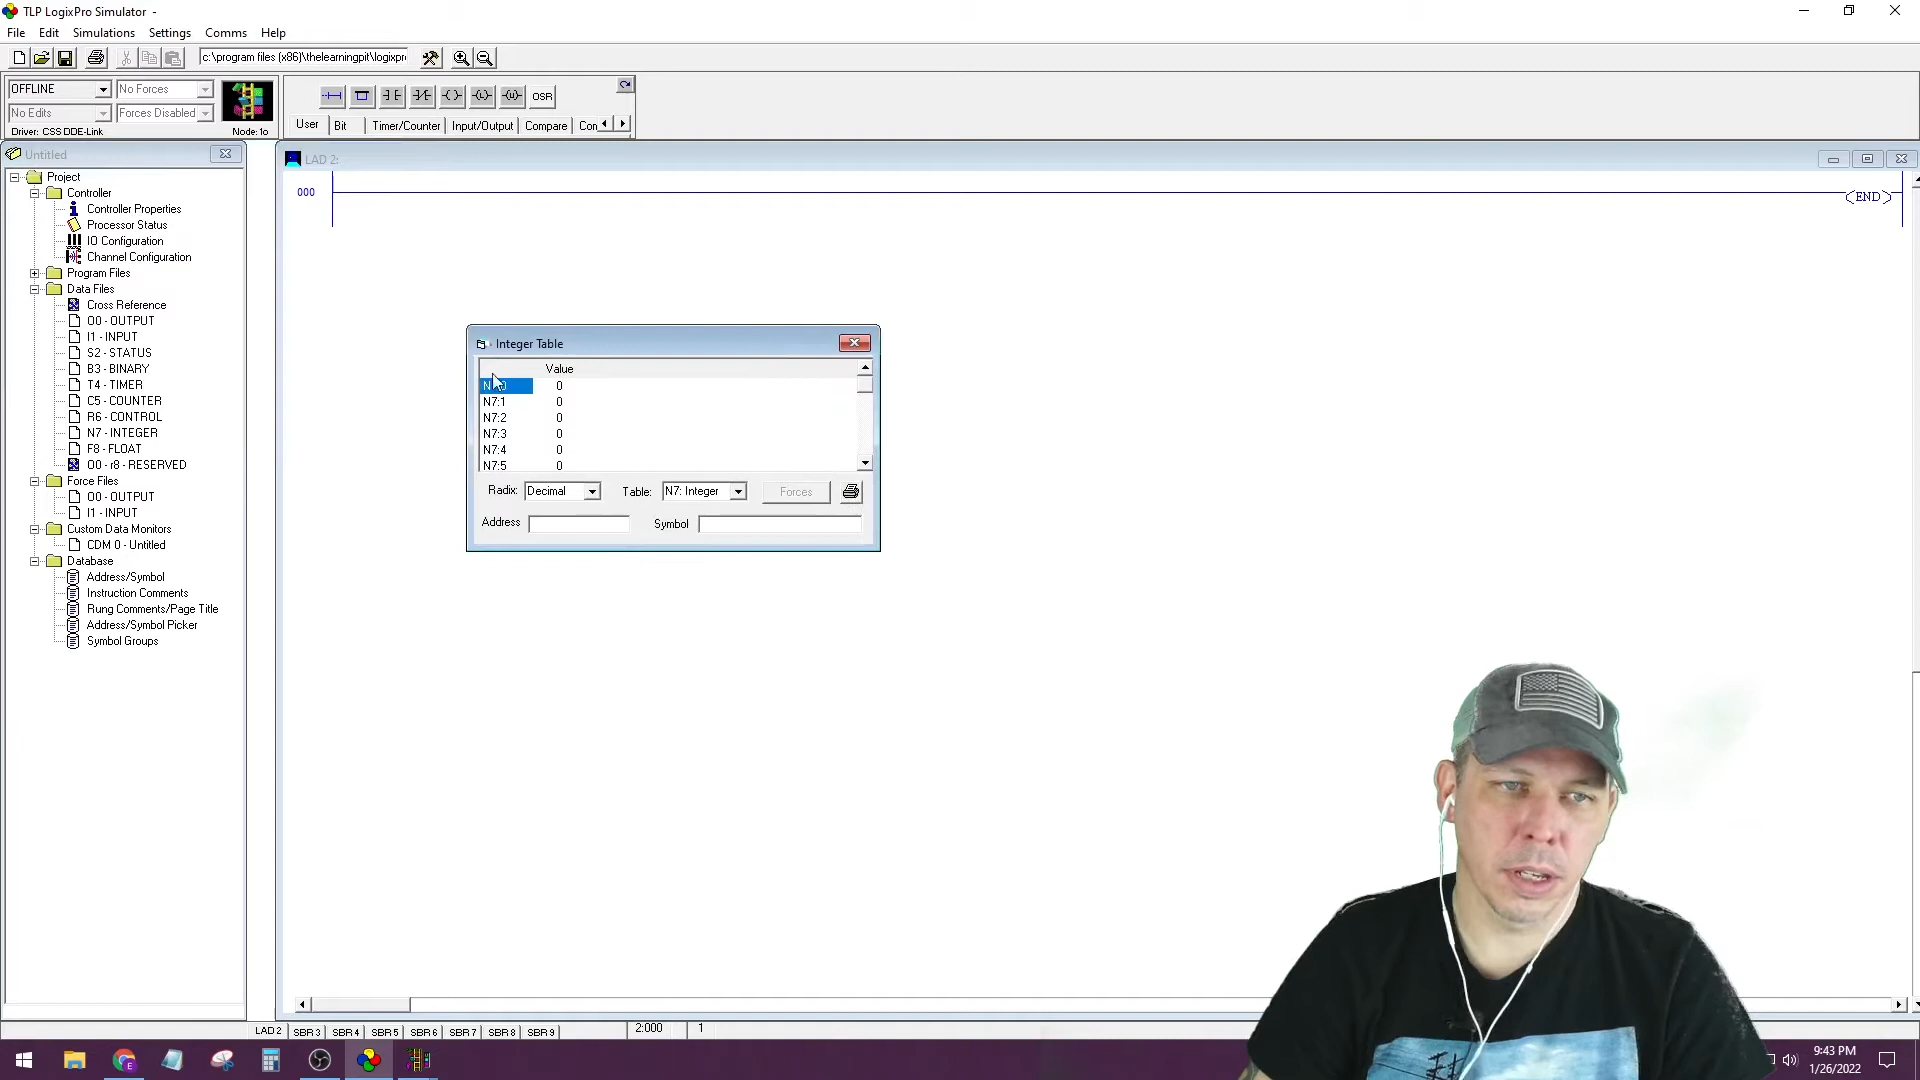 TLP LogixPro Simulator -
File Edit Simulations Settings Comms Help
c:\program files (x86)\thelearningpit\logixpr
OFFLINE No Forces
No Edits Forces Disabled
Driver: CSS DDE-Link Node: 1o
OSR
User Bit Timer/Counter Input/Output Compare Con
Untitled
Project
Controller
Controller Properties
Processor Status
IO Configuration
Channel Configuration
Program Files
Data Files
Cross Reference
O0 - OUTPUT
I1 - INPUT
S2 - STATUS
B3 - BINARY
T4 - TIMER
C5 - COUNTER
R6 - CONTROL
N7 - INTEGER
F8 - FLOAT
O0 - r8 - RESERVED
Force Files
O0 - OUTPUT
I1 - INPUT
Custom Data Monitors
CDM 0 - Untitled
Database
Address/Symbol
Instruction Comments
Rung Comments/Page Title
Address/Symbol Picker
Symbol Groups
LAD 2:
000
END
Integer Table
Value
0
N7:1 0
N7:2 0
N7:3 0
N7:4 0
N7:5 0
Radix: Decimal Table: N7: Integer Forces
Address Symbol
LAD 2 SBR 3 SBR 4 SBR 5 SBR 6 SBR 7 SBR 8 SBR 9 2:000 1
9:43 PM
1/26/2022